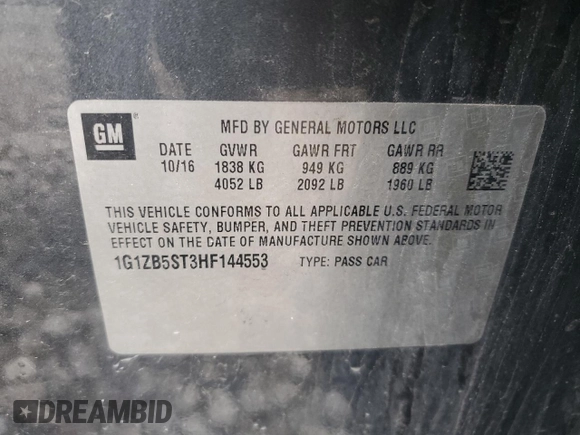 GM
MFD BY GENERAL MOTORS LLC
DATE GVWR GAWR FRT GAWR RR
10/16 1838 KG 949 KG 889 KG
4052 LB 2092 LB 1960 LB
THIS VEHICLE CONFORMS TO ALL APPLICABLE U.S. FEDERAL MOTOR
VEHICLE SAFETY, BUMPER, AND THEFT PREVENTION STANDARDS IN
EFFECT ON THE DATE OF MANUFACTURE SHOWN ABOVE.
1G1ZB5ST3HF144553 TYPE: PASS CAR
DREAMBID